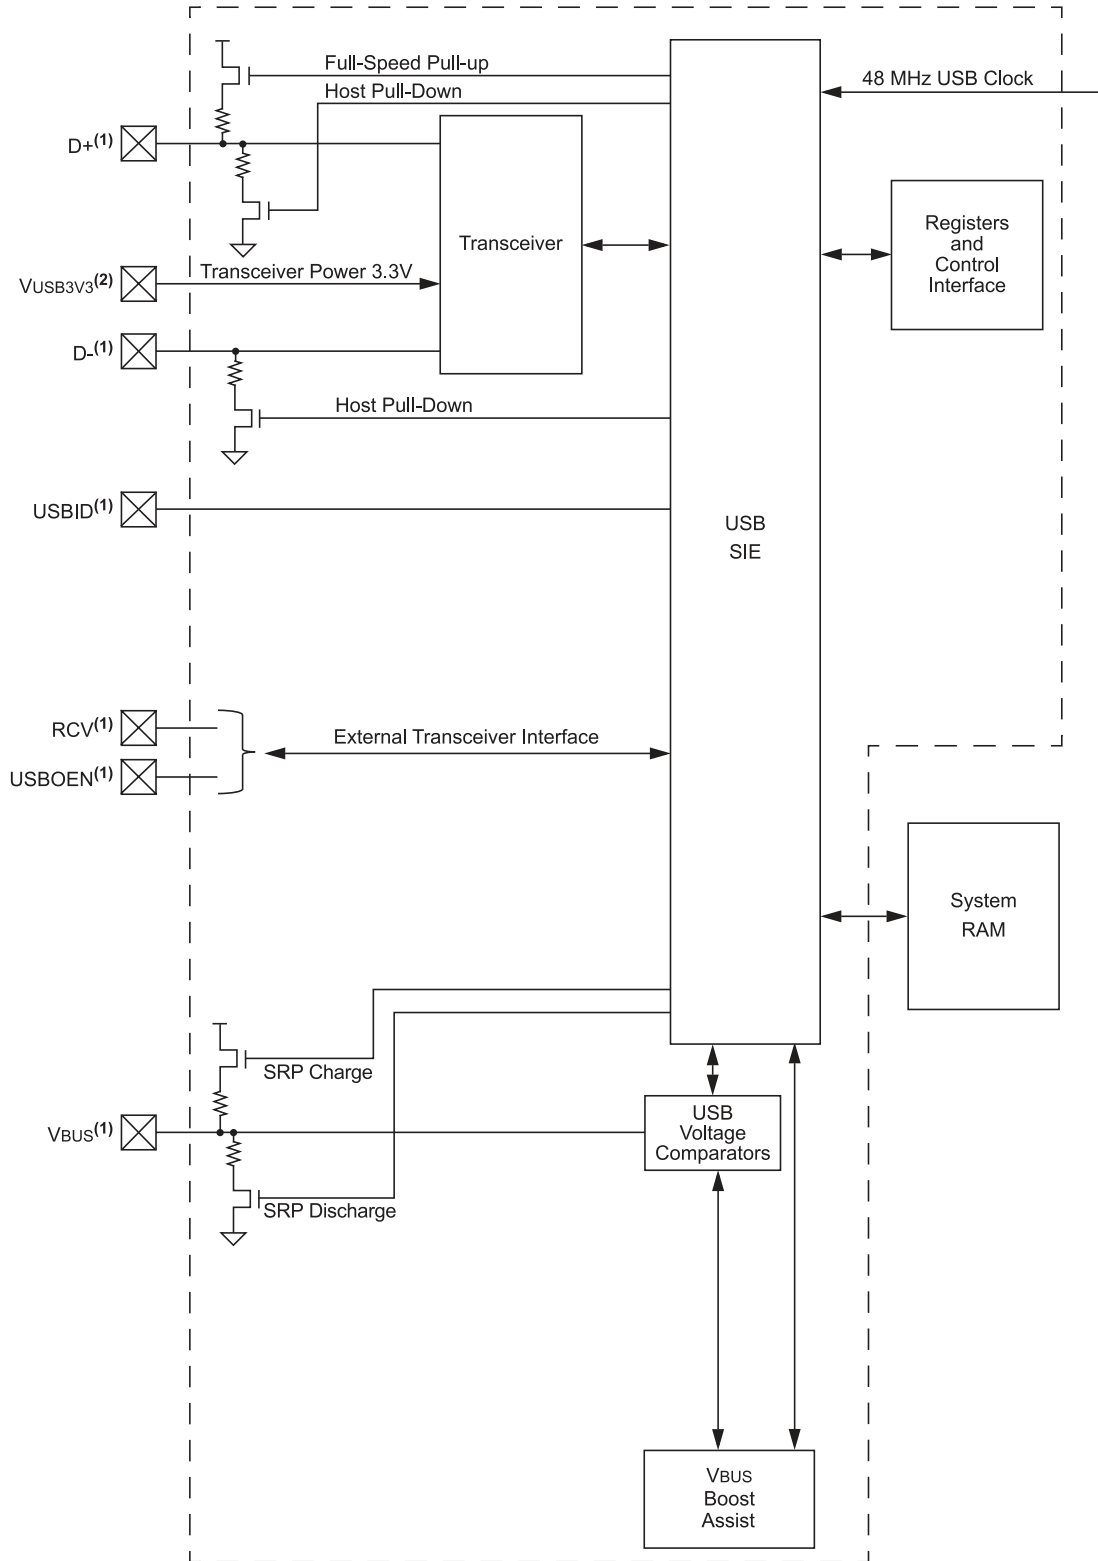 Full-Speed Pull-up
Host Pull-Down
48 MHz USB Clock
D+(1)
Transceiver
Registers
and
Control
Interface
VUSB3V3(2)
Transceiver Power 3.3V
D-(1)
Host Pull-Down
USBID(1)
USB
SIE
RCV(1)
External Transceiver Interface
USBOEN(1)
System
RAM
SRP Charge
VBUS(1)
USB
Voltage
Comparators
SRP Discharge
VBUS
Boost
Assist